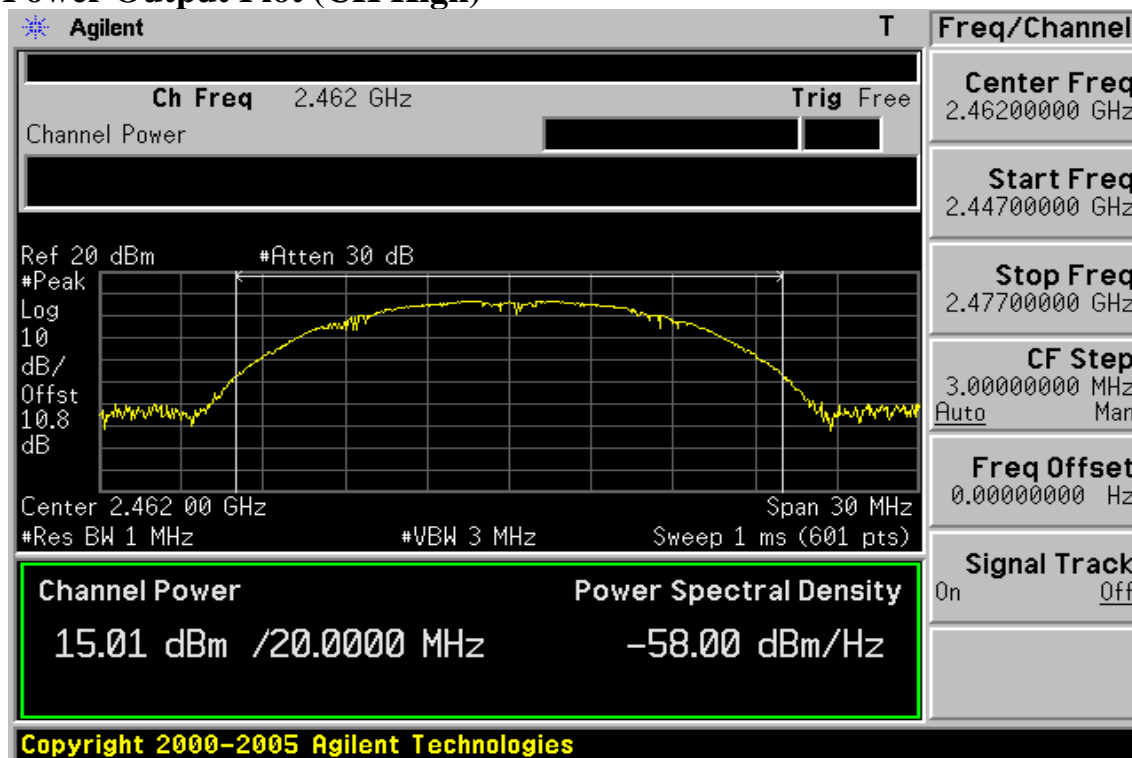 Power Output Plot (CH High)
Agilent T Freq/Channel
Ch Freq 2.462 GHz Trig Free
Channel Power
Center Freq
2.46200000 GHz
Start Freq
2.44700000 GHz
Stop Freq
2.47700000 GHz
CF Step
3.00000000 MHz
Auto Man
Freq Offset
0.00000000 Hz
Signal Track
On Off
Ref 20 dBm #Atten 30 dB
#Peak
Log
10
dB/
Offst
10.8
dB
Center 2.462 00 GHz Span 30 MHz
#Res BW 1 MHz #VBW 3 MHz Sweep 1 ms (601 pts)
Channel Power Power Spectral Density
15.01 dBm /20.0000 MHz -58.00 dBm/Hz
Copyright 2000-2005 Agilent Technologies